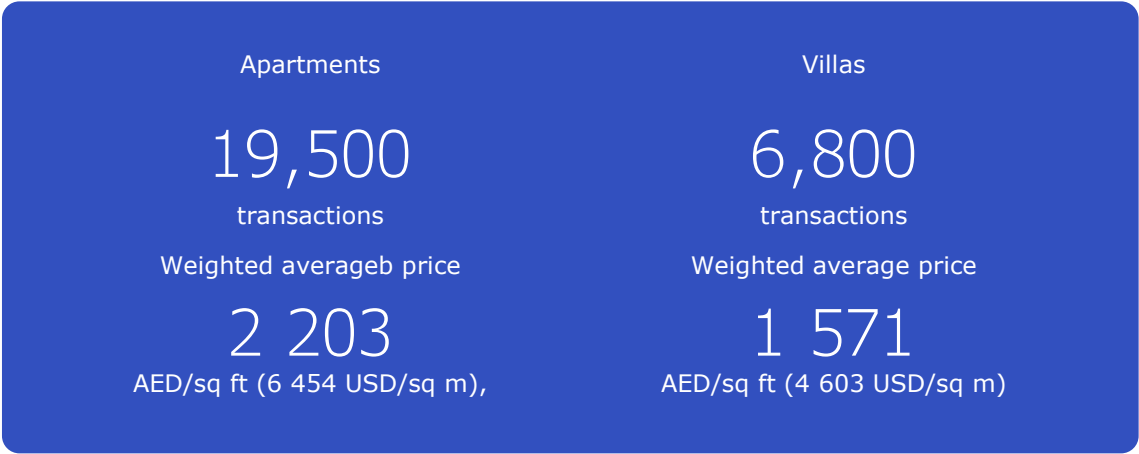 Apartments
19,500
transactions
Weighted averageb price
2 203
AED/sq ft (6 454 USD/sq m),
Villas
6,800
transactions
Weighted average price
1 571
AED/sq ft (4 603 USD/sq m)